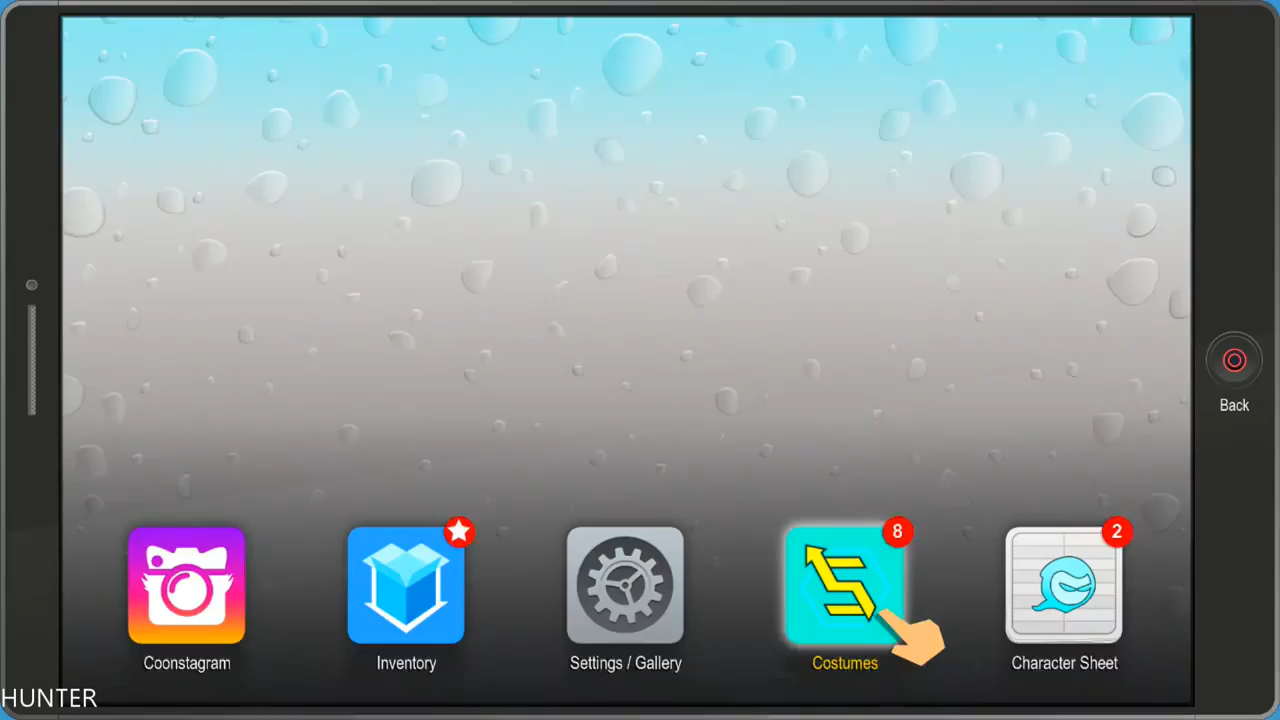 Back
8
2
Coonstagram
Inventory
Settings / Gallery
Costumes
Character Sheet
HUNTER